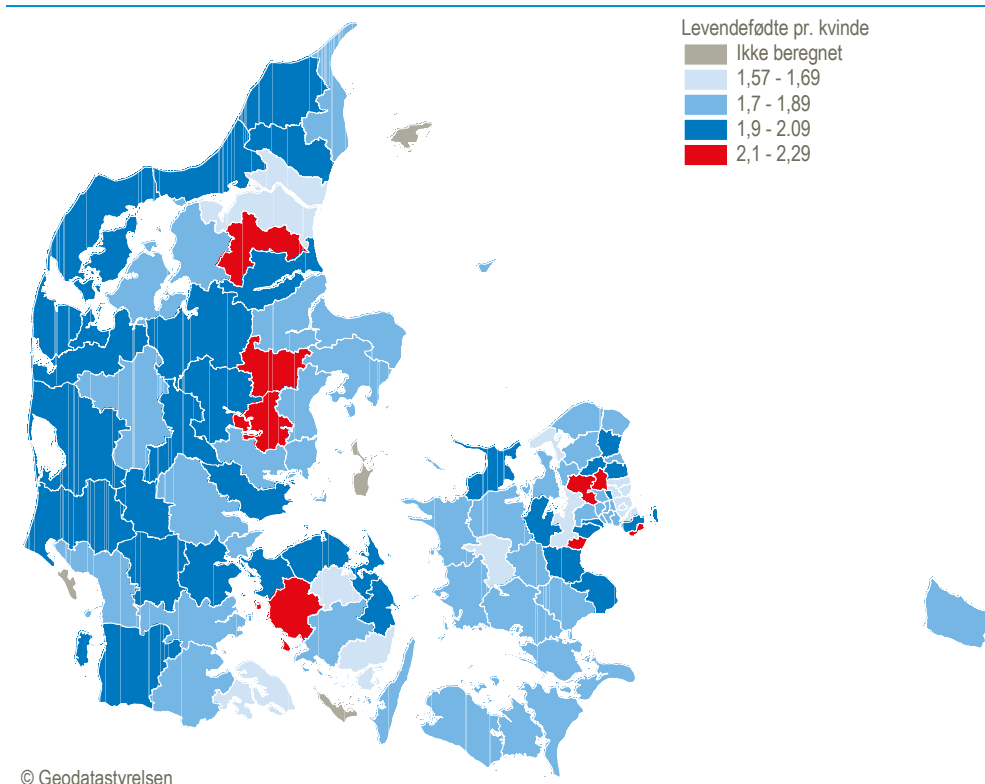 Levendefødte pr. kvinde
Ikke beregnet
1,57 - 1,69
1,7 - 1,89
1,9 - 2.09
2,1 - 2,29
© Geodatastyrelsen